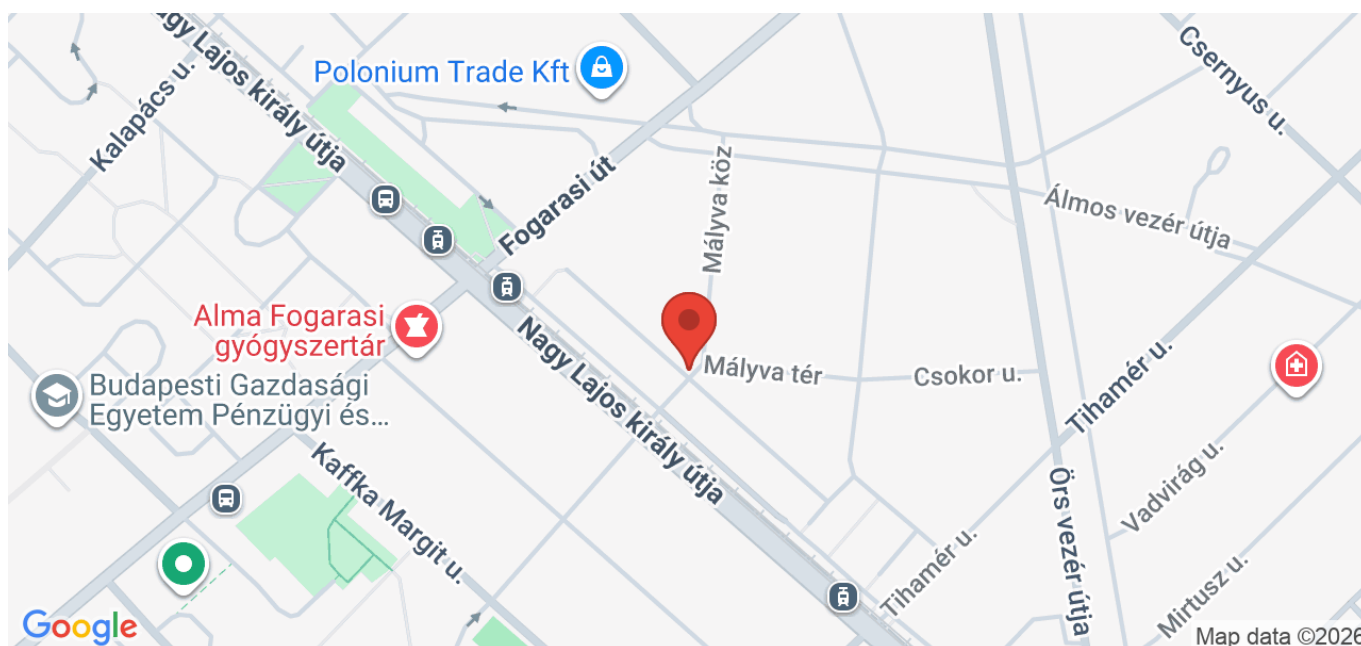 Nagy Lajos király útja
Kalapács u.
Polonium Trade Kft
Csernyus u.
Fogarasi út
Mályva köz
Álmos vezér útja
Alma Fogarasi
gyógyszertár
Nagy Lajos király útja
Mályva tér
Csokor u.
Tihamér u.
Budapesti Gazdasági
Egyetem Pénzügyi és...
Kaffka Margit u.
Örs vezér útja
Vadvirág u.
Tihamér u.
Mirtusz u.
Google
Map data ©2026